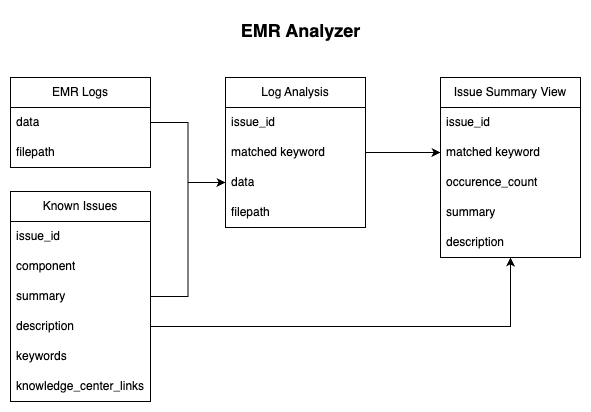 EMR Analyzer
EMR Logs
data
filepath
Known Issues
issue_id
component
summary
description
keywords
knowledge_center_links
Log Analysis
issue_id
matched keyword
data
filepath
Issue Summary View
issue_id
matched keyword
occurence_count
summary
description